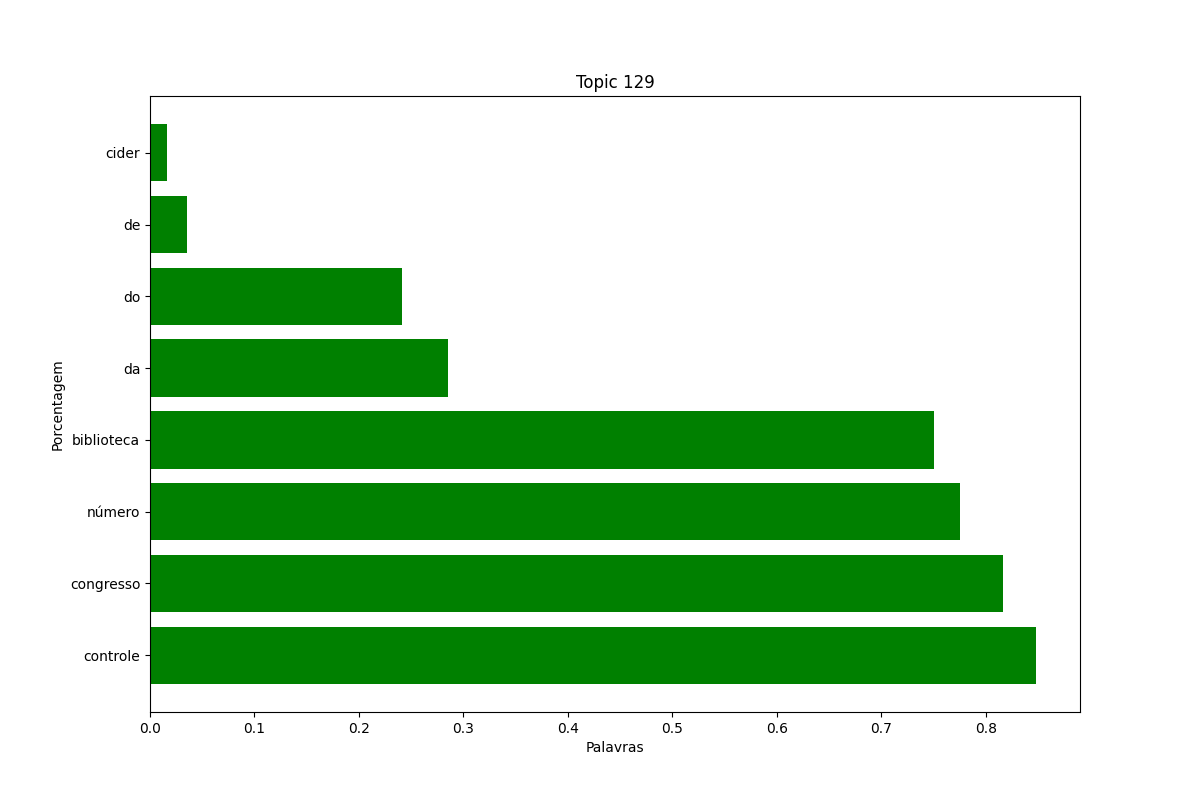 Topic 129
cider
de
do
da
biblioteca
número
congresso
controle
Porcentagem
0.0 0.1 0.2 0.3 0.4 0.5 0.6 0.7 0.8
Palavras